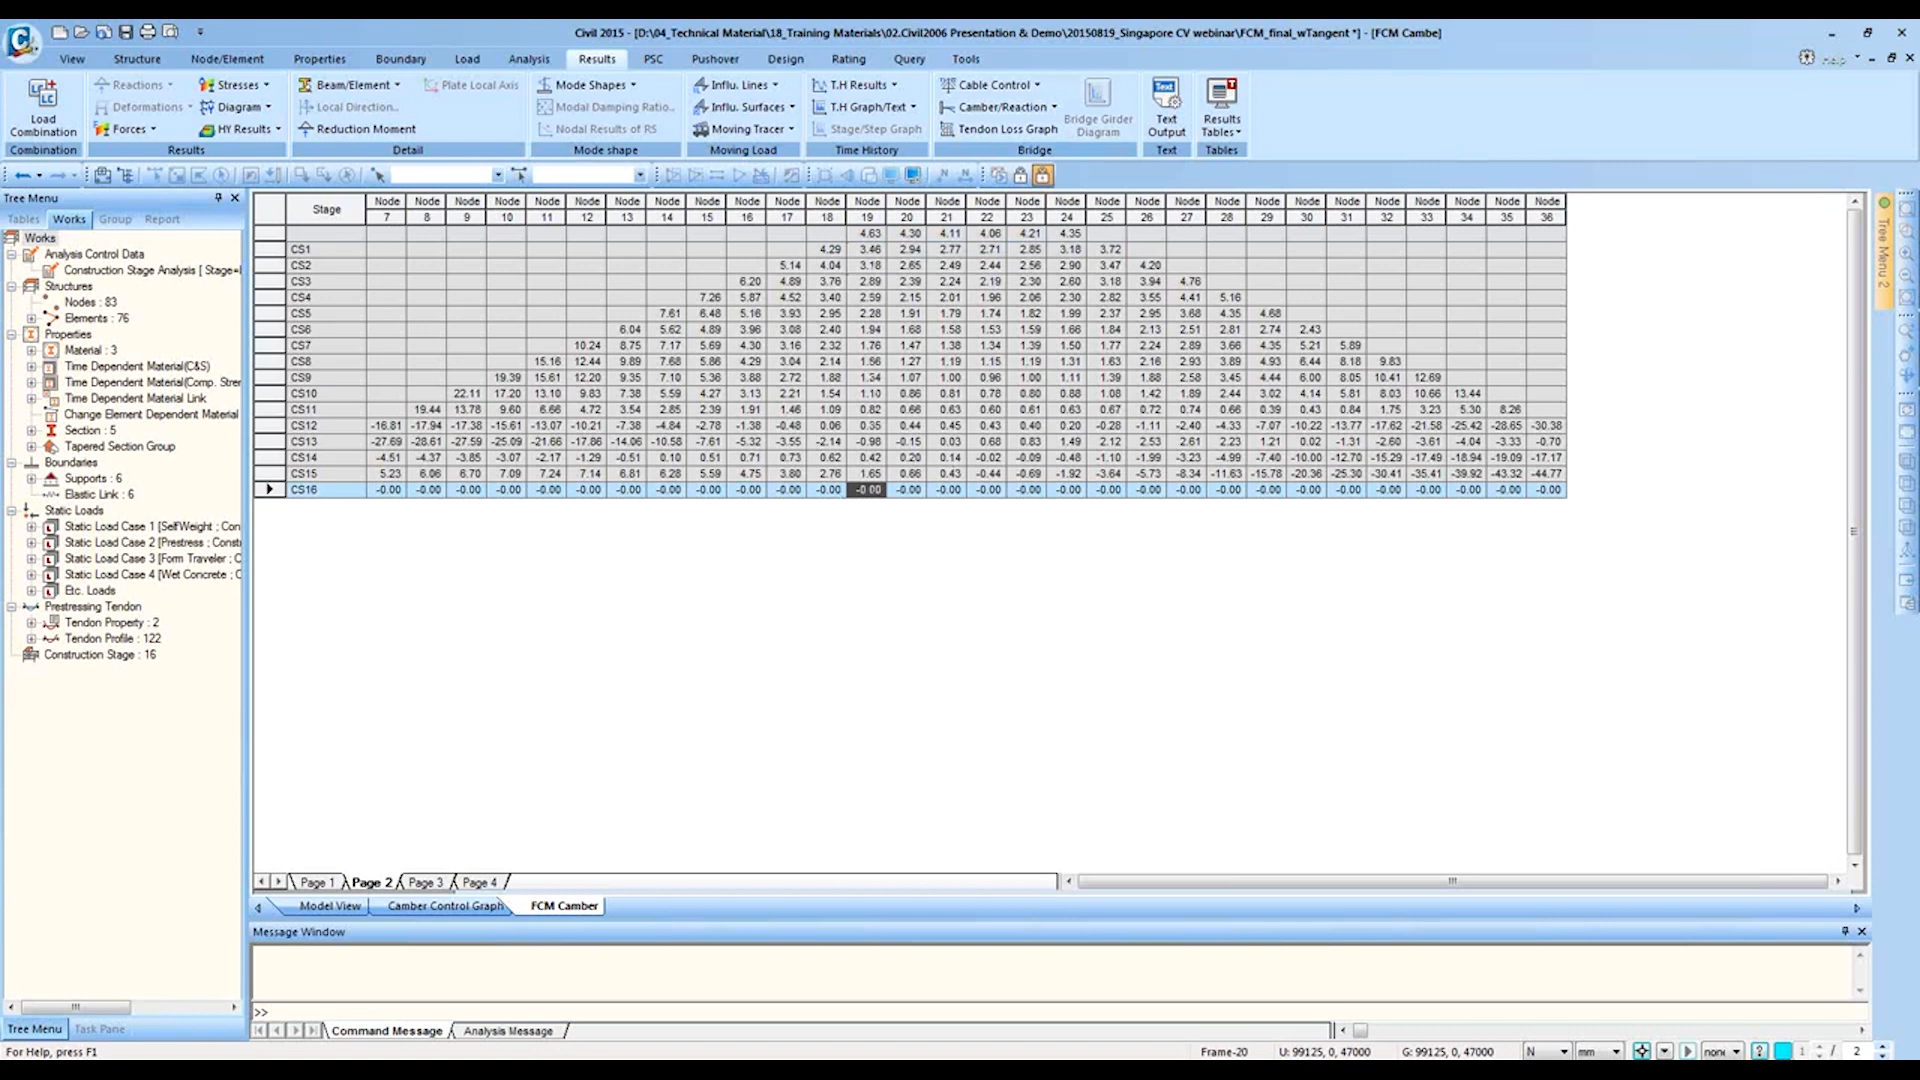 Civil 2015 - [D:\04_Technical Material\18_Training Materials\02.Civil2006 Presentation & Demo\20150819_Singapore CV webinar\FCM_final_wTangent *] - [FCM Cambe]
View Structure Node/Element Properties Boundary Load Analysis Results PSC Pushover Design Rating Query Tools Help
Load Combination
Reactions Stresses
Deformations Diagram
Forces HY Results
Beam/Element Plate Local Axis
Local Direction..
Reduction Moment
Mode Shapes
Modal Damping Ratio..
Nodal Results of RS
Influ. Lines
Influ. Surfaces
Moving Tracer
T.H Results
T.H Graph/Text
Stage/Step Graph
Cable Control
Camber/Reaction
Tendon Loss Graph
Bridge Girder Diagram
Text Output
Results Tables
Combination Results Detail Mode shape Moving Load Time History Bridge Text Tables
Tree Menu
Tables Works Group Report
Works
Analysis Control Data
Construction Stage Analysis [ Stage=
Structures
Nodes : 83
Elements : 76
Properties
Material : 3
Time Dependent Material(C&S)
Time Dependent Material(Comp. Stren
Time Dependent Material Link
Change Element Dependent Material
Section : 5
Tapered Section Group
Boundaries
Supports : 6
Elastic Link : 6
Static Loads
Static Load Case 1 [SelfWeight ; Con
Static Load Case 2 [Prestress ; Constr
Static Load Case 3 [Form Traveler ; C
Static Load Case 4 [Wet Concrete ; C
Etc. Loads
Prestressing Tendon
Tendon Property : 2
Tendon Profile : 122
Construction Stage : 16
Tree Menu Task Pane
Stage Node 7 Node 8 Node 9 Node 10 Node 11 Node 12 Node 13 Node 14 Node 15 Node 16 Node 17 Node 18 Node 19 Node 20 Node 21 Node 22 Node 23 Node 24 Node 25 Node 26 Node 27 Node 28 Node 29 Node 30 Node 31 Node 32 Node 33 Node 34 Node 35 Node 36
4.63 4.30 4.11 4.06 4.21 4.35
CS1 4.29 3.46 2.94 2.77 2.71 2.85 3.18 3.72
CS2 5.14 4.04 3.18 2.65 2.49 2.44 2.56 2.90 3.47 4.20
CS3 6.20 4.89 3.76 2.89 2.39 2.24 2.19 2.30 2.60 3.18 3.94 4.76
CS4 7.26 5.87 4.52 3.40 2.59 2.15 2.01 1.96 2.06 2.30 2.82 3.55 4.41 5.16
CS5 7.61 6.48 5.16 3.93 2.95 2.28 1.91 1.79 1.74 1.82 1.99 2.37 2.95 3.68 4.35 4.68
CS6 6.04 5.62 4.89 3.96 3.08 2.40 1.94 1.68 1.58 1.53 1.59 1.66 1.84 2.13 2.51 2.81 2.74 2.43
CS7 10.24 8.75 7.17 5.69 4.30 3.16 2.32 1.76 1.47 1.38 1.34 1.39 1.50 1.77 2.24 2.89 3.66 4.35 5.21 5.89
CS8 15.16 12.44 9.89 7.68 5.86 4.29 3.04 2.14 1.56 1.27 1.19 1.15 1.19 1.31 1.63 2.16 2.93 3.89 4.93 6.44 8.18 9.83
CS9 19.39 15.61 12.20 9.35 7.10 5.36 3.88 2.72 1.88 1.34 1.07 1.00 0.96 1.00 1.11 1.39 1.88 2.58 3.45 4.44 6.00 8.05 10.41 12.69
CS10 22.11 17.20 13.10 9.83 7.38 5.59 4.27 3.13 2.21 1.54 1.10 0.86 0.81 0.78 0.80 0.88 1.08 1.42 1.89 2.44 3.02 4.14 5.81 8.03 10.66 13.44
CS11 19.44 13.78 9.60 6.66 4.72 3.54 2.85 2.39 1.91 1.46 1.09 0.82 0.66 0.63 0.60 0.61 0.63 0.67 0.72 0.74 0.66 0.39 0.43 0.84 1.75 3.23 5.30 8.26
CS12 -16.81 -17.94 -17.38 -15.61 -13.07 -10.21 -7.38 -4.84 -2.78 -1.38 -0.48 0.06 0.35 0.44 0.45 0.43 0.40 0.20 -0.28 -1.11 -2.40 -4.33 -7.07 -10.22 -13.77 -17.62 -21.58 -25.42 -28.65 -30.38
CS13 -27.69 -28.61 -27.59 -25.09 -21.66 -17.86 -14.06 -10.58 -7.61 -5.32 -3.55 -2.14 -0.98 -0.15 0.03 0.68 0.83 1.49 2.12 2.53 2.61 2.23 1.21 0.02 -1.31 -2.60 -3.61 -4.04 -3.33 -0.70
CS14 -4.51 -4.37 -3.85 -3.07 -2.17 -1.29 -0.51 0.10 0.51 0.71 0.73 0.62 0.42 0.20 0.14 -0.02 -0.09 -0.48 -1.10 -1.99 -3.23 -4.99 -7.40 -10.00 -12.70 -15.29 -17.49 -18.94 -19.09 -17.17
CS15 5.23 6.06 6.70 7.09 7.24 7.14 6.81 6.28 5.59 4.75 3.80 2.76 1.65 0.66 0.43 -0.44 -0.69 -1.92 -3.64 -5.73 -8.34 -11.63 -15.78 -20.36 -25.30 -30.41 -35.41 -39.92 -43.32 -44.77
CS16 -0.00 -0.00 -0.00 -0.00 -0.00 -0.00 -0.00 -0.00 -0.00 -0.00 -0.00 -0.00 -0.00 -0.00 -0.00 -0.00 -0.00 -0.00 -0.00 -0.00 -0.00 -0.00 -0.00 -0.00 -0.00 -0.00 -0.00 -0.00 -0.00 -0.00
Tree Menu 2
Page 1 Page 2 Page 3 Page 4
Model View Camber Control Graph FCM Camber
Message Window
>>
Command Message Analysis Message
For Help, press F1 Frame-20 U: 99125, 0, 47000 G: 99125, 0, 47000 N mm none 1 / 2